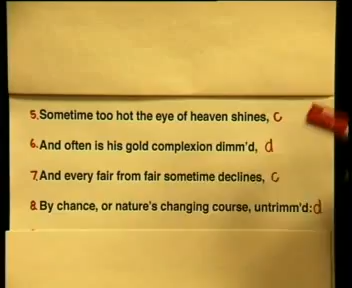 5. Sometime too hot the eye of heaven shines, c
6. And often is his gold complexion dimm'd, d
7. And every fair from fair sometime declines, c
8. By chance, or nature's changing course, untrimm'd: d